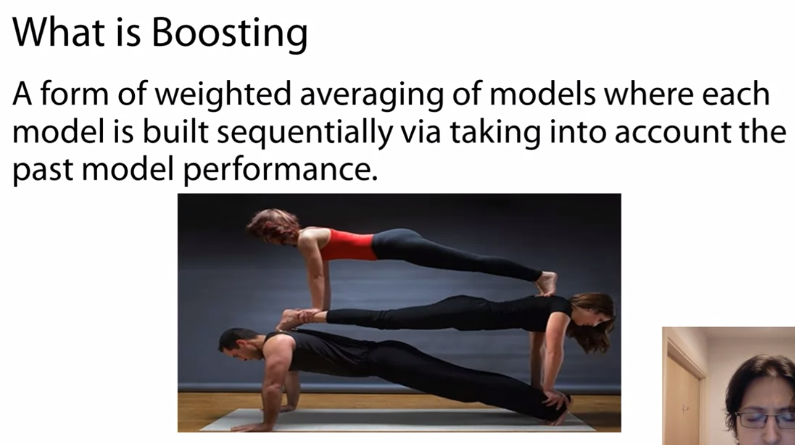 What is Boosting
A form of weighted averaging of models where each
model is built sequentially via taking into account the
past model performance.